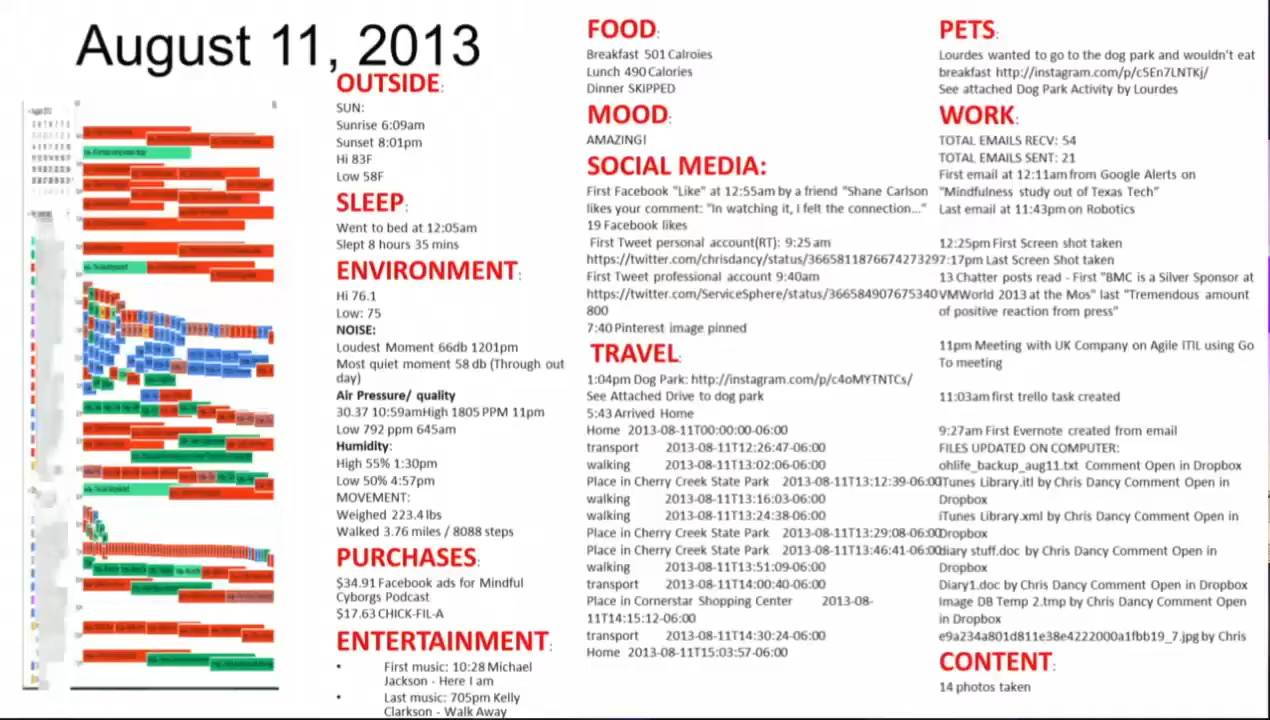 August 11, 2013
OUTSIDE:
SUN:
Sunrise 6:09am
Sunset 8:01pm
Hi 83F
Low 58F
SLEEP:
Went to bed at 12:05am
Slept 8 hours 35 mins
ENVIRONMENT:
Hi 76.1
Low: 75
NOISE:
Loudest Moment 66db 1201pm
Most quiet moment 58 db (Through out
day)
Air Pressure/ quality
30.37 10:59amHigh 1805 PPM 11pm
Low 792 ppm 645am
Humidity:
High 55% 1:30pm
Low 50% 4:57pm
MOVEMENT:
Weighed 223.4 lbs
Walked 3.76 miles / 8088 steps
PURCHASES:
$34.91 Facebook ads for Mindful
Cyborgs Podcast
$17.63 CHICK-FIL-A
ENTERTAINMENT:
• First music: 10:28 Michael
Jackson - Here I am
• Last music: 705pm Kelly
Clarkson - Walk Away
FOOD:
Breakfast 501 Calroies
Lunch 490 Calories
Dinner SKIPPED
MOOD:
AMAZING!
SOCIAL MEDIA:
First Facebook "Like" at 12:55am by a friend "Shane Carlson
likes your comment: "In watching it, I felt the connection..."
19 Facebook likes
First Tweet personal account(RT): 9:25 am
https://twitter.com/chrisdancy/status/366581187667427329
First Tweet professional account 9:40am
https://twitter.com/ServiceSphere/status/366584907675340
800
7:40 Pinterest image pinned
TRAVEL:
1:04pm Dog Park: http://instagram.com/p/c4oMYTNTCs/
See Attached Drive to dog park
5:43 Arrived Home
Home 2013-08-11T00:00:00-06:00
transport 2013-08-11T12:26:47-06:00
walking 2013-08-11T13:02:06-06:00
Place in Cherry Creek State Park 2013-08-11T13:12:39-06:00
walking 2013-08-11T13:16:03-06:00
walking 2013-08-11T13:24:38-06:00
Place in Cherry Creek State Park 2013-08-11T13:29:08-06:00
Place in Cherry Creek State Park 2013-08-11T13:46:41-06:00
walking 2013-08-11T13:51:09-06:00
transport 2013-08-11T14:00:40-06:00
Place in Cornerstar Shopping Center 2013-08-
11T14:15:12-06:00
transport 2013-08-11T14:30:24-06:00
Home 2013-08-11T15:03:57-06:00
PETS:
Lourdes wanted to go to the dog park and wouldn't eat
breakfast http://instagram.com/p/c5En7LNTKj/
See attached Dog Park Activity by Lourdes
WORK:
TOTAL EMAILS RECV: 54
TOTAL EMAILS SENT: 21
First email at 12:11am from Google Alerts on
"Mindfulness study out of Texas Tech"
Last email at 11:43pm on Robotics
12:25pm First Screen shot taken
7:17pm Last Screen Shot taken
13 Chatter posts read - First "BMC is a Silver Sponsor at
VMWorld 2013 at the Mos" last "Tremendous amount
of positive reaction from press"
11pm Meeting with UK Company on Agile ITIL using Go
To meeting
11:03am first trello task created
9:27am First Evernote created from email
FILES UPDATED ON COMPUTER:
ohlife_backup_aug11.txt Comment Open in Dropbox
iTunes Library.itl by Chris Dancy Comment Open in
Dropbox
iTunes Library.xml by Chris Dancy Comment Open in
Dropbox
diary stuff.doc by Chris Dancy Comment Open in
Dropbox
Diary1.doc by Chris Dancy Comment Open in Dropbox
Image DB Temp 2.tmp by Chris Dancy Comment Open
in Dropbox
e9a234a801d811e38e4222000a1fbb19_7.jpg by Chris
CONTENT:
14 photos taken